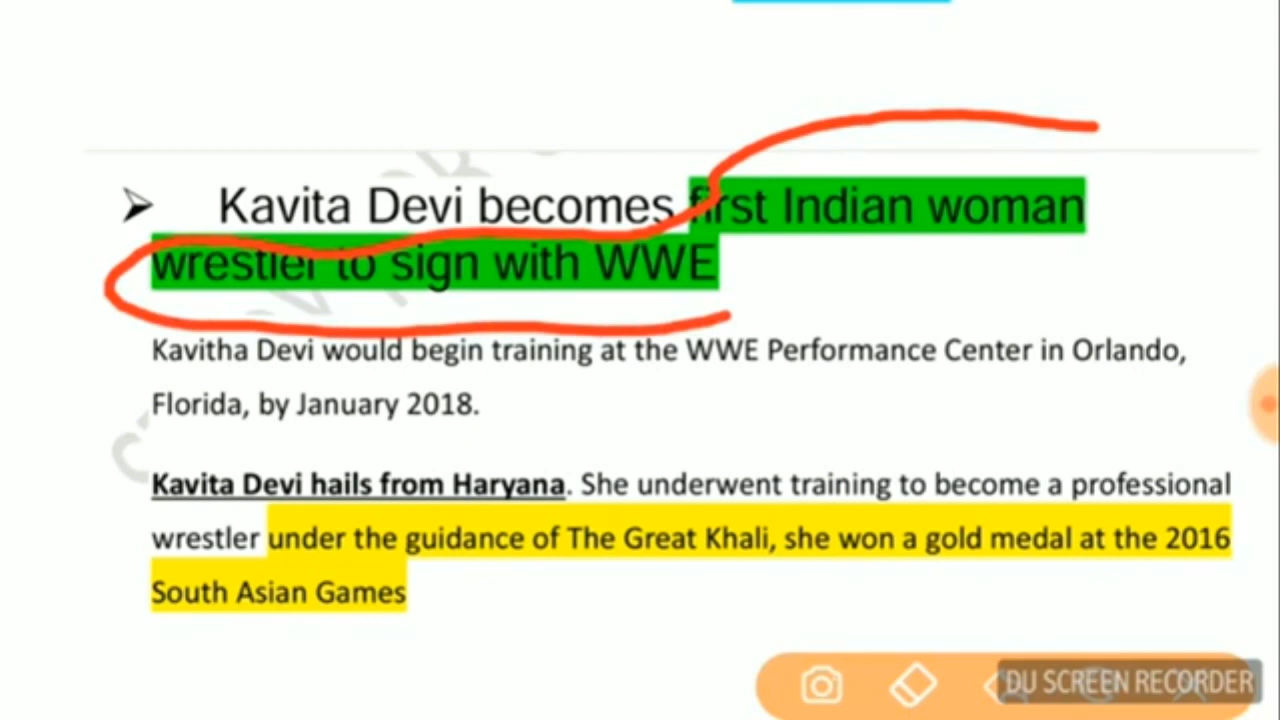 ➢ Kavita Devi becomes first Indian woman
wrestler to sign with WWE
Kavitha Devi would begin training at the WWE Performance Center in Orlando,
Florida, by January 2018.
Kavita Devi hails from Haryana. She underwent training to become a professional
wrestler under the guidance of The Great Khali, she won a gold medal at the 2016
South Asian Games
DU SCREEN RECORDER